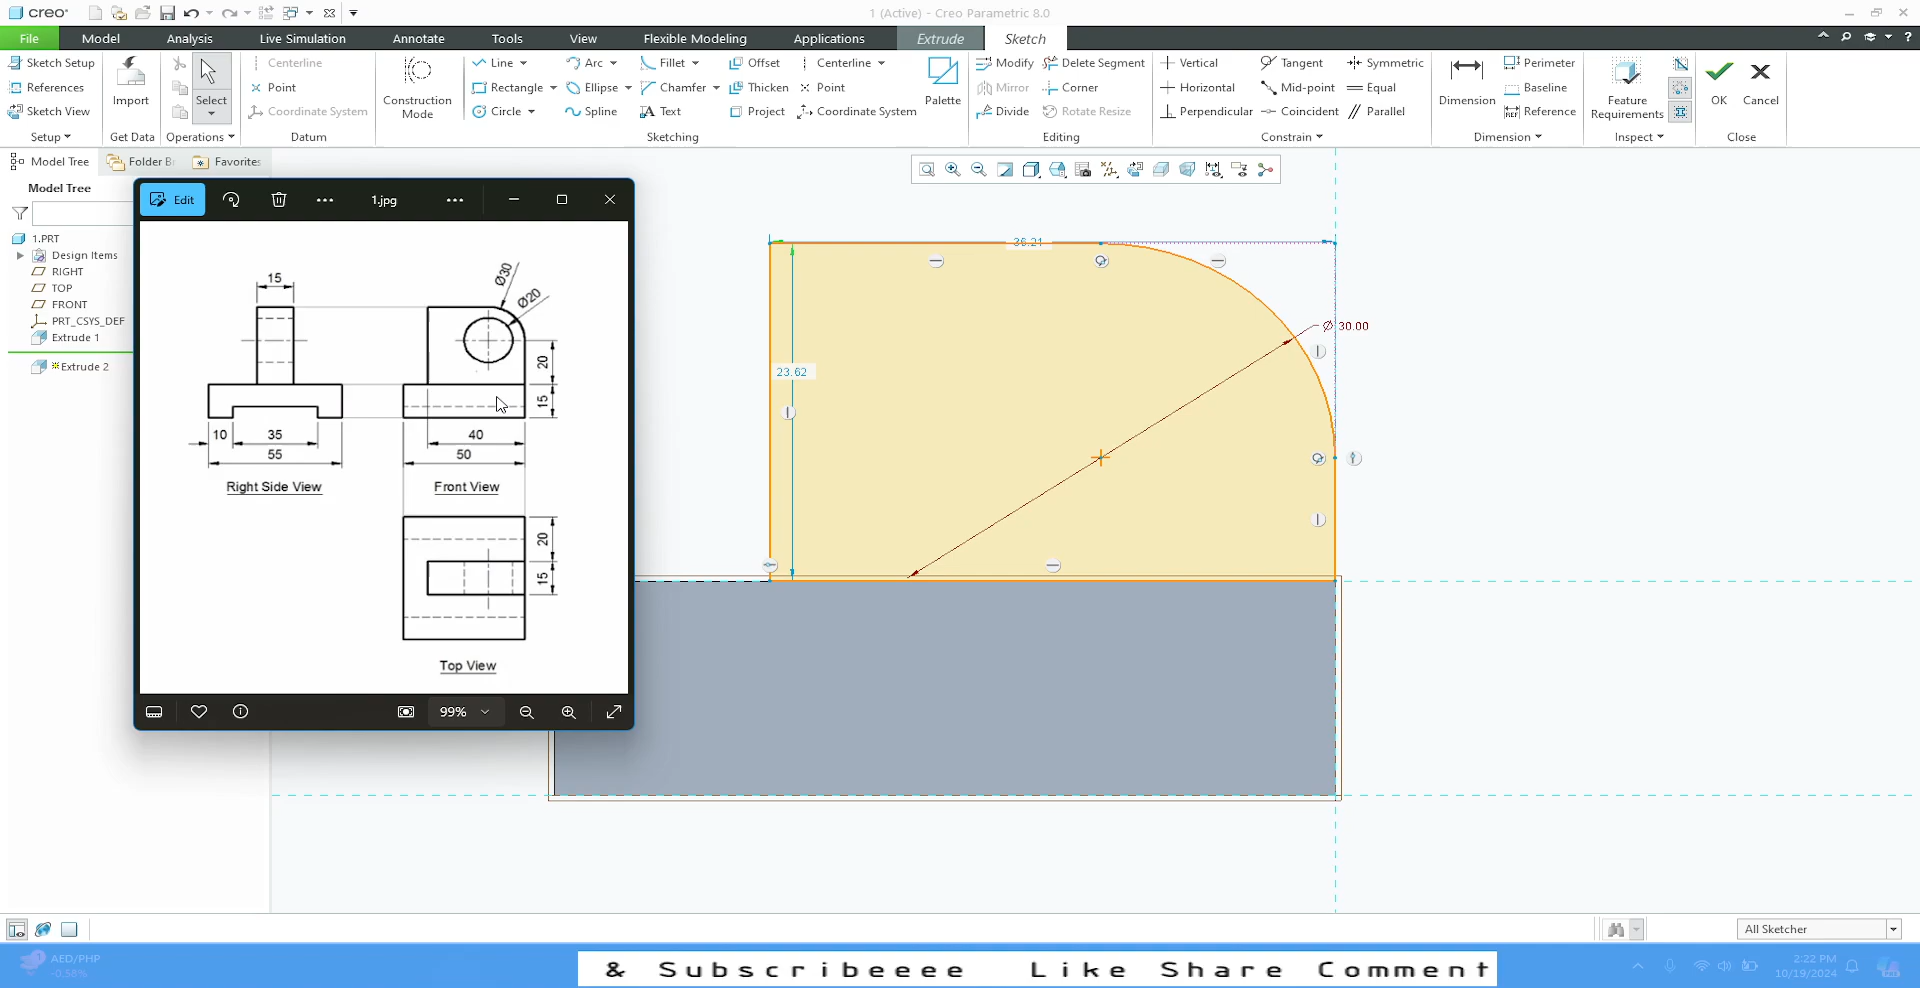 creo
1 (Active) - Creo Parametric 8.0
File Model Analysis Live Simulation Annotate Tools View Flexible Modeling Applications Extrude Sketch
Sketch Setup
References
Sketch View
Setup
Import
Get Data
Select
Operations
Centerline
Point
Coordinate System
Datum
Construction Mode
Line Arc Fillet Offset Centerline
Rectangle Ellipse Chamfer Thicken Point
Circle Spline Text Project Coordinate System
Palette
Sketching
Modify Delete Segment
Mirror Corner
Divide Rotate Resize
Editing
Vertical Tangent Symmetric
Horizontal Mid-point Equal
Perpendicular Coincident Parallel
Constrain
Dimension
Perimeter
Baseline
REF Reference
Dimension
Feature Requirements
Inspect
OK Cancel
Close
Model Tree Folder Br Favorites
Model Tree
1.PRT
Design Items
RIGHT
TOP
FRONT
PRT_CSYS_DEF
Extrude 1
Extrude 2
Edit 1.jpg
15
Ø30
Ø20
20
15
10 35
55
40
50
Right Side View
Front View
20
15
Top View
99%
36.21
23.62
Ø 30.00
All Sketcher
AED/PHP
-0.58%
& Subscribeeee Like Share Comment
2:22 PM
10/19/2024